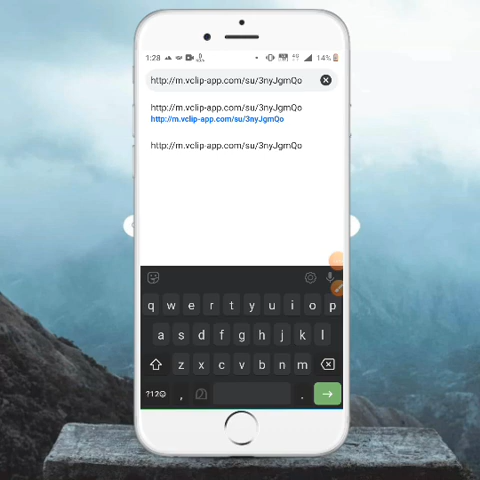 1:28
14%
http://m.vclip-app.com/su/3nyJgmQo
http://m.vclip-app.com/su/3nyJgmQo
http://m.vclip-app.com/su/3nyJgmQo
http://m.vclip-app.com/su/3nyJgmQo
q w e r t y u i o p
a s d f g h j k l
z x c v b n m
?12☺ , .